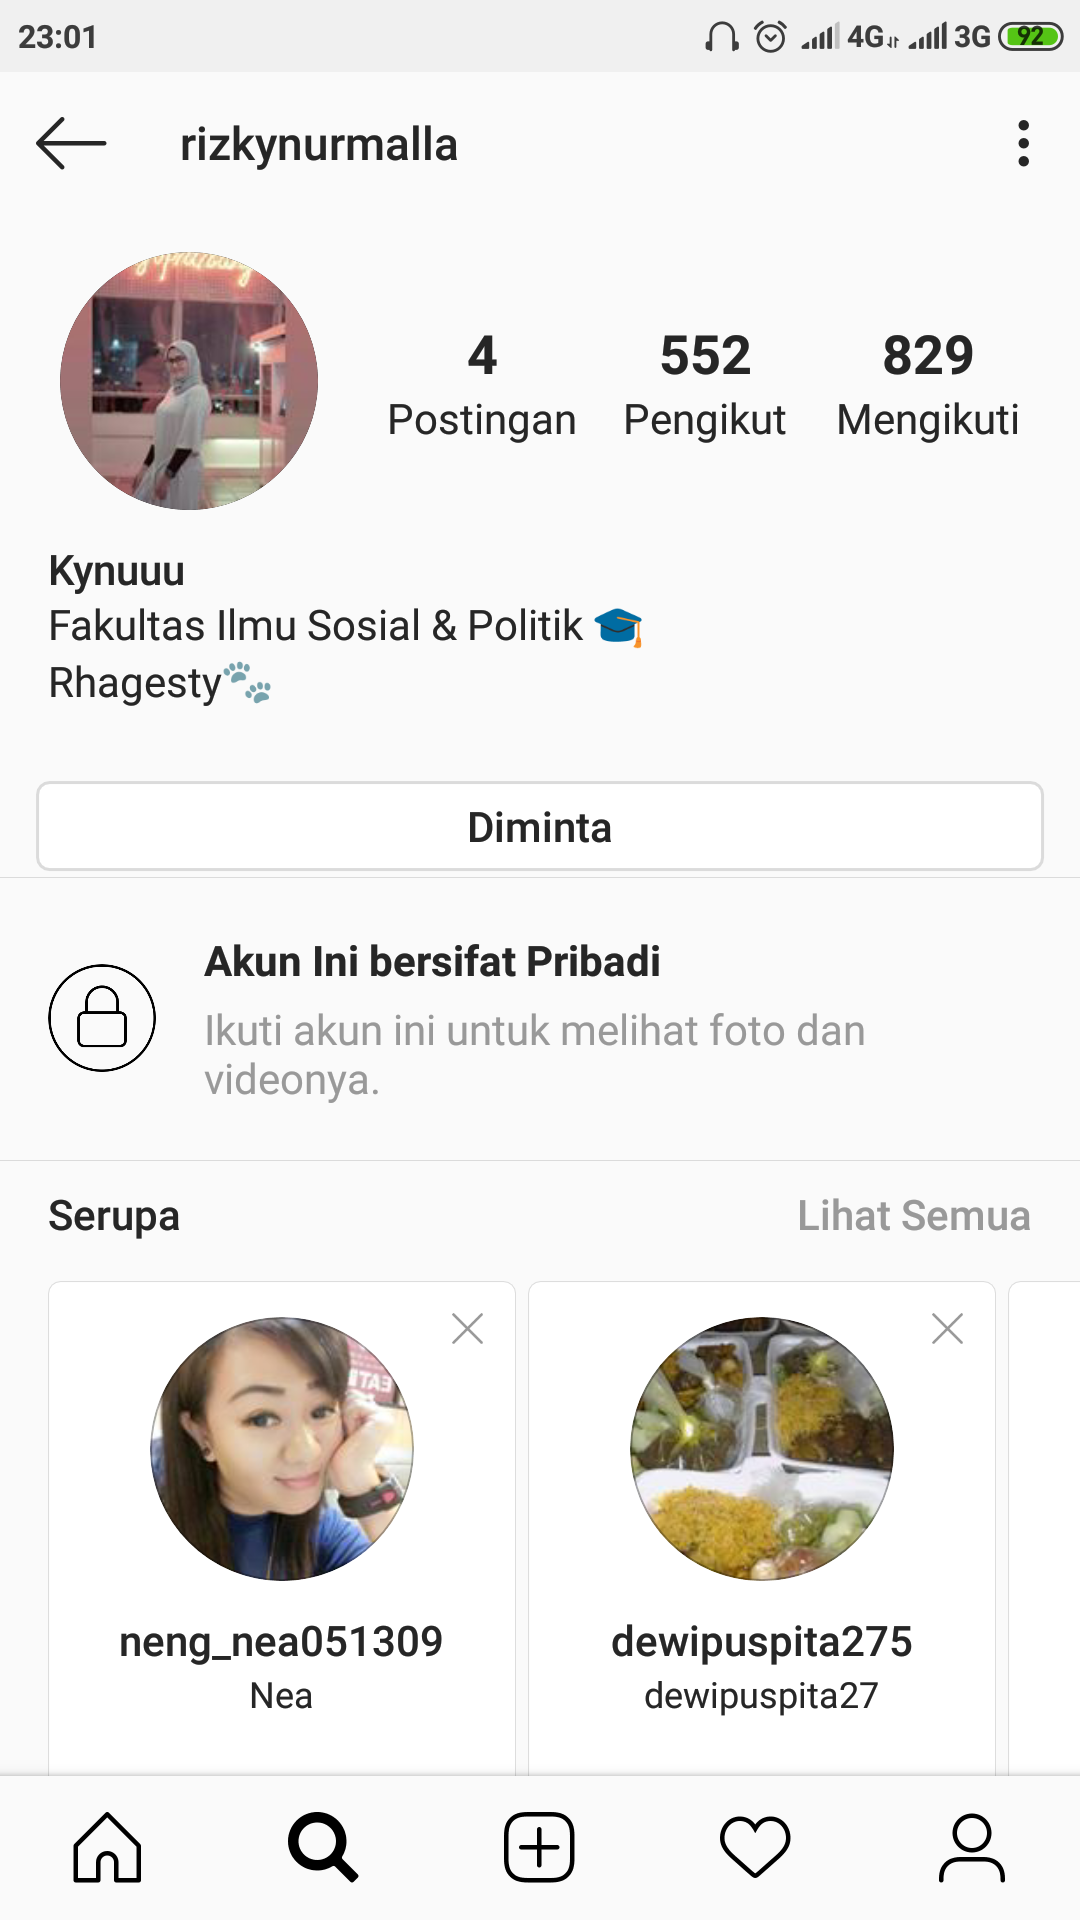 23:01
4G
3G
92
rizkynurmalla
4
552
829
Postingan
Pengikut
Mengikuti
Kynuuu
Fakultas Ilmu Sosial & Politik 🎓
Rhagesty🐾
Diminta
Akun Ini bersifat Pribadi
Ikuti akun ini untuk melihat foto dan
videonya.
Serupa
Lihat Semua
neng_nea051309
Nea
dewipuspita275
dewipuspita27